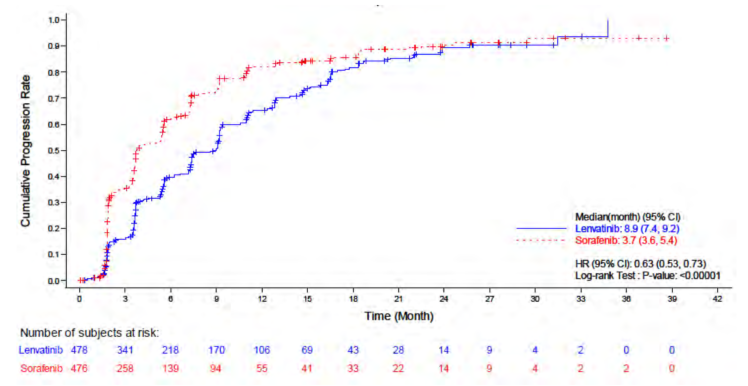 1.0
0.9
0.8
0.7
0.6
0.5
0.4
0.3
0.2
0.1
0.0
Cumulative Progression Rate
Median(month) (95% CI)
Lenvatinib: 8.9 (7.4, 9.2)
Sorafenib: 3.7 (3.6, 5.4)
HR (95% CI): 0.63 (0.53, 0.73)
Log-rank Test : P-value: <0.00001
0 3 6 9 12 15 18 21 24 27 30 33 36 39 42
Time (Month)
Number of subjects at risk:
Lenvatinib 478 341 218 170 106 69 43 28 14 9 4 2 0 0
Sorafenib 476 258 139 94 55 41 33 22 14 9 4 2 2 0